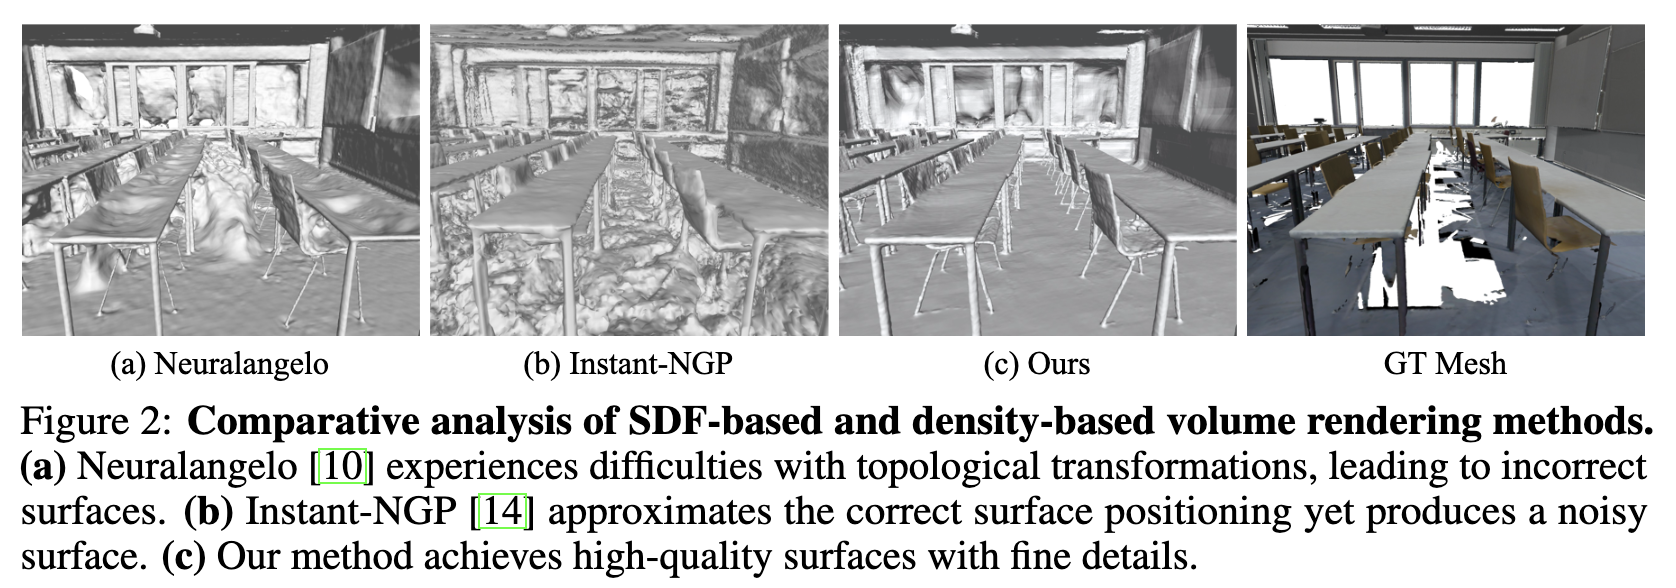 (a) Neuralangelo
(b) Instant-NGP
(c) Ours
GT Mesh
Figure 2: Comparative analysis of SDF-based and density-based volume rendering methods.
(a) Neuralangelo [10] experiences difficulties with topological transformations, leading to incorrect
surfaces. (b) Instant-NGP [14] approximates the correct surface positioning yet produces a noisy
surface. (c) Our method achieves high-quality surfaces with fine details.